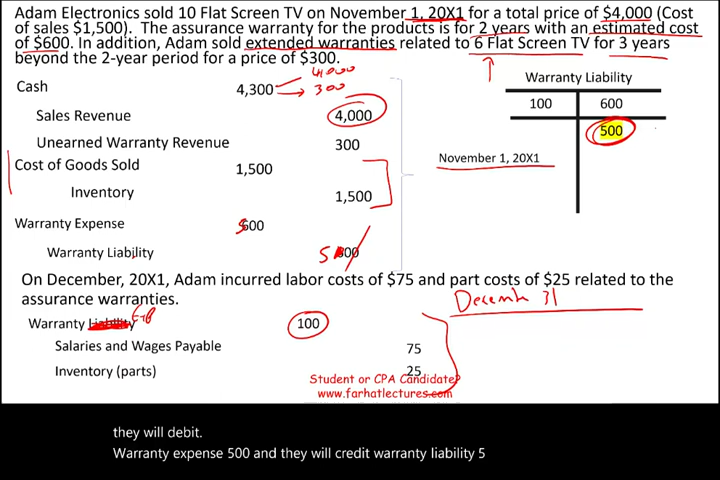 Adam Electronics sold 10 Flat Screen TV on November 1, 20X1 for a total price of $4,000 (Cost
of sales $1,500). The assurance warranty for the products is for 2 years with an estimated cost
of $600. In addition, Adam sold extended warranties related to 6 Flat Screen TV for 3 years
beyond the 2-year period for a price of $300.
4000
Cash 4,300 300
Sales Revenue 4,000
Unearned Warranty Revenue 300
Cost of Goods Sold 1,500
Inventory 1,500
Warranty Expense 5 600
Warranty Liability 5 00
Warranty Liability
100 600
500
November 1, 20X1
On December, 20X1, Adam incurred labor costs of $75 and part costs of $25 related to the
assurance warranties.
December 31
Warranty Liability Exp 100
Salaries and Wages Payable 75
Inventory (parts) 25
Student or CPA Candidate?
www.farhatlectures.com
they will debit.
Warranty expense 500 and they will credit warranty liability 5